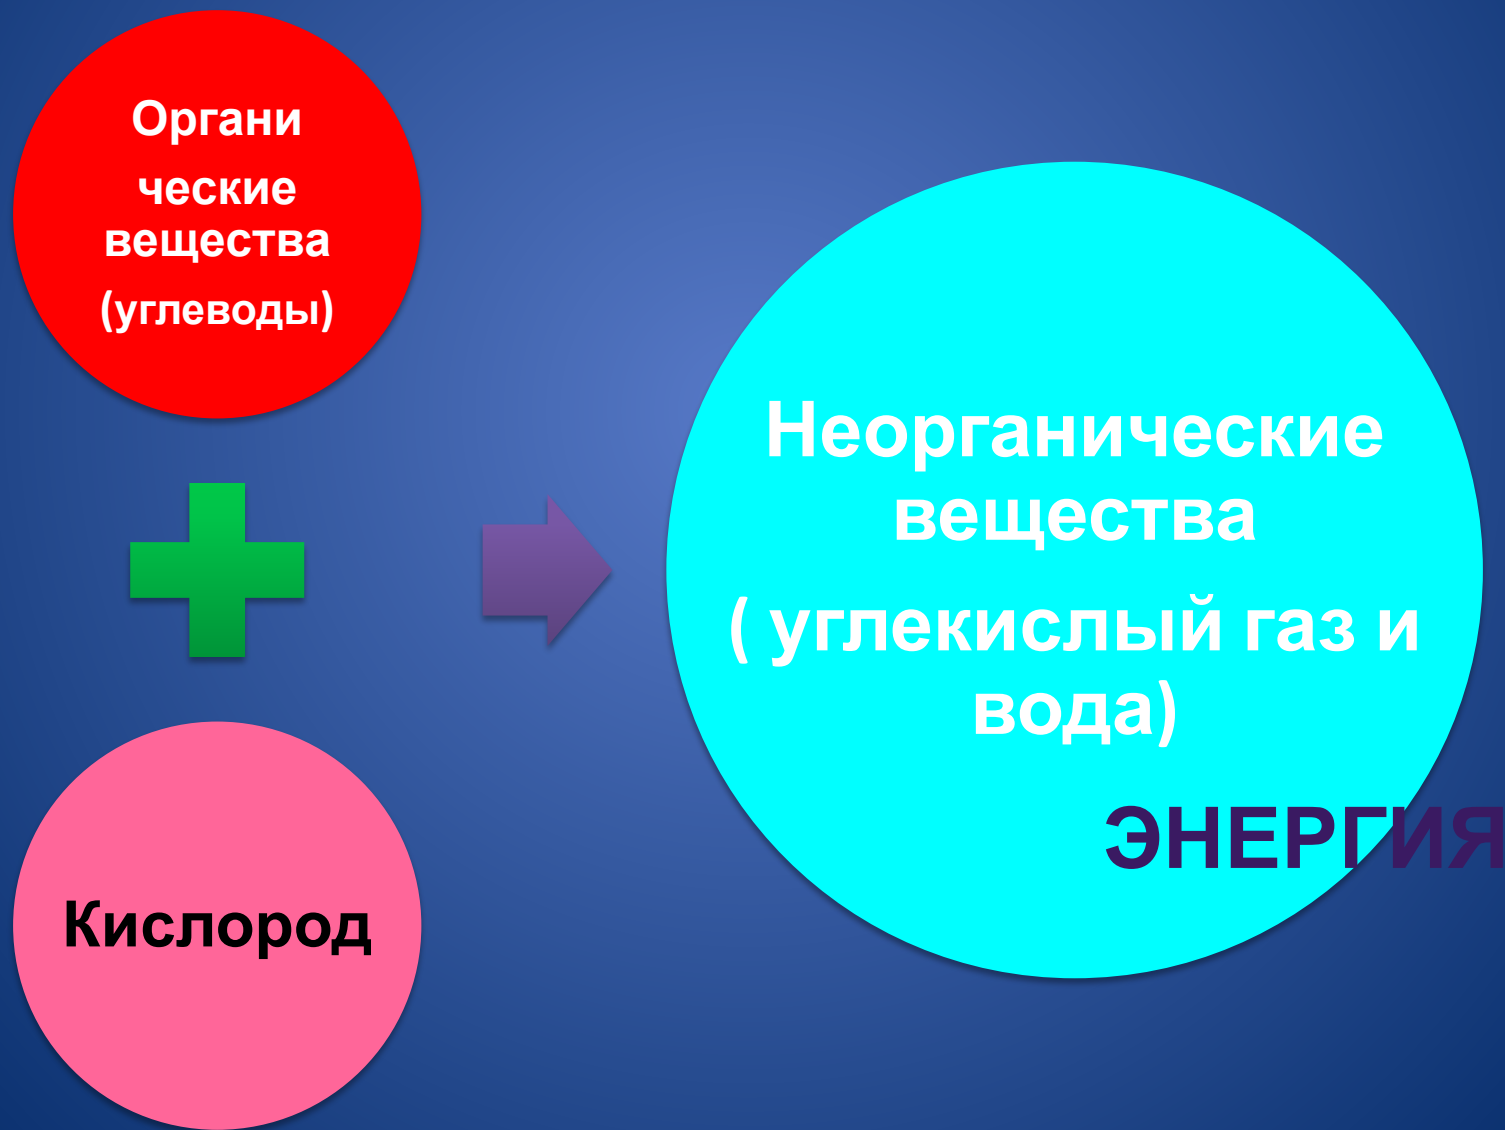 Органи
ческие
вещества
(углеводы)
Кислород
Неорганические
вещества
( углекислый газ и
вода)
ЭНЕРГИЯ